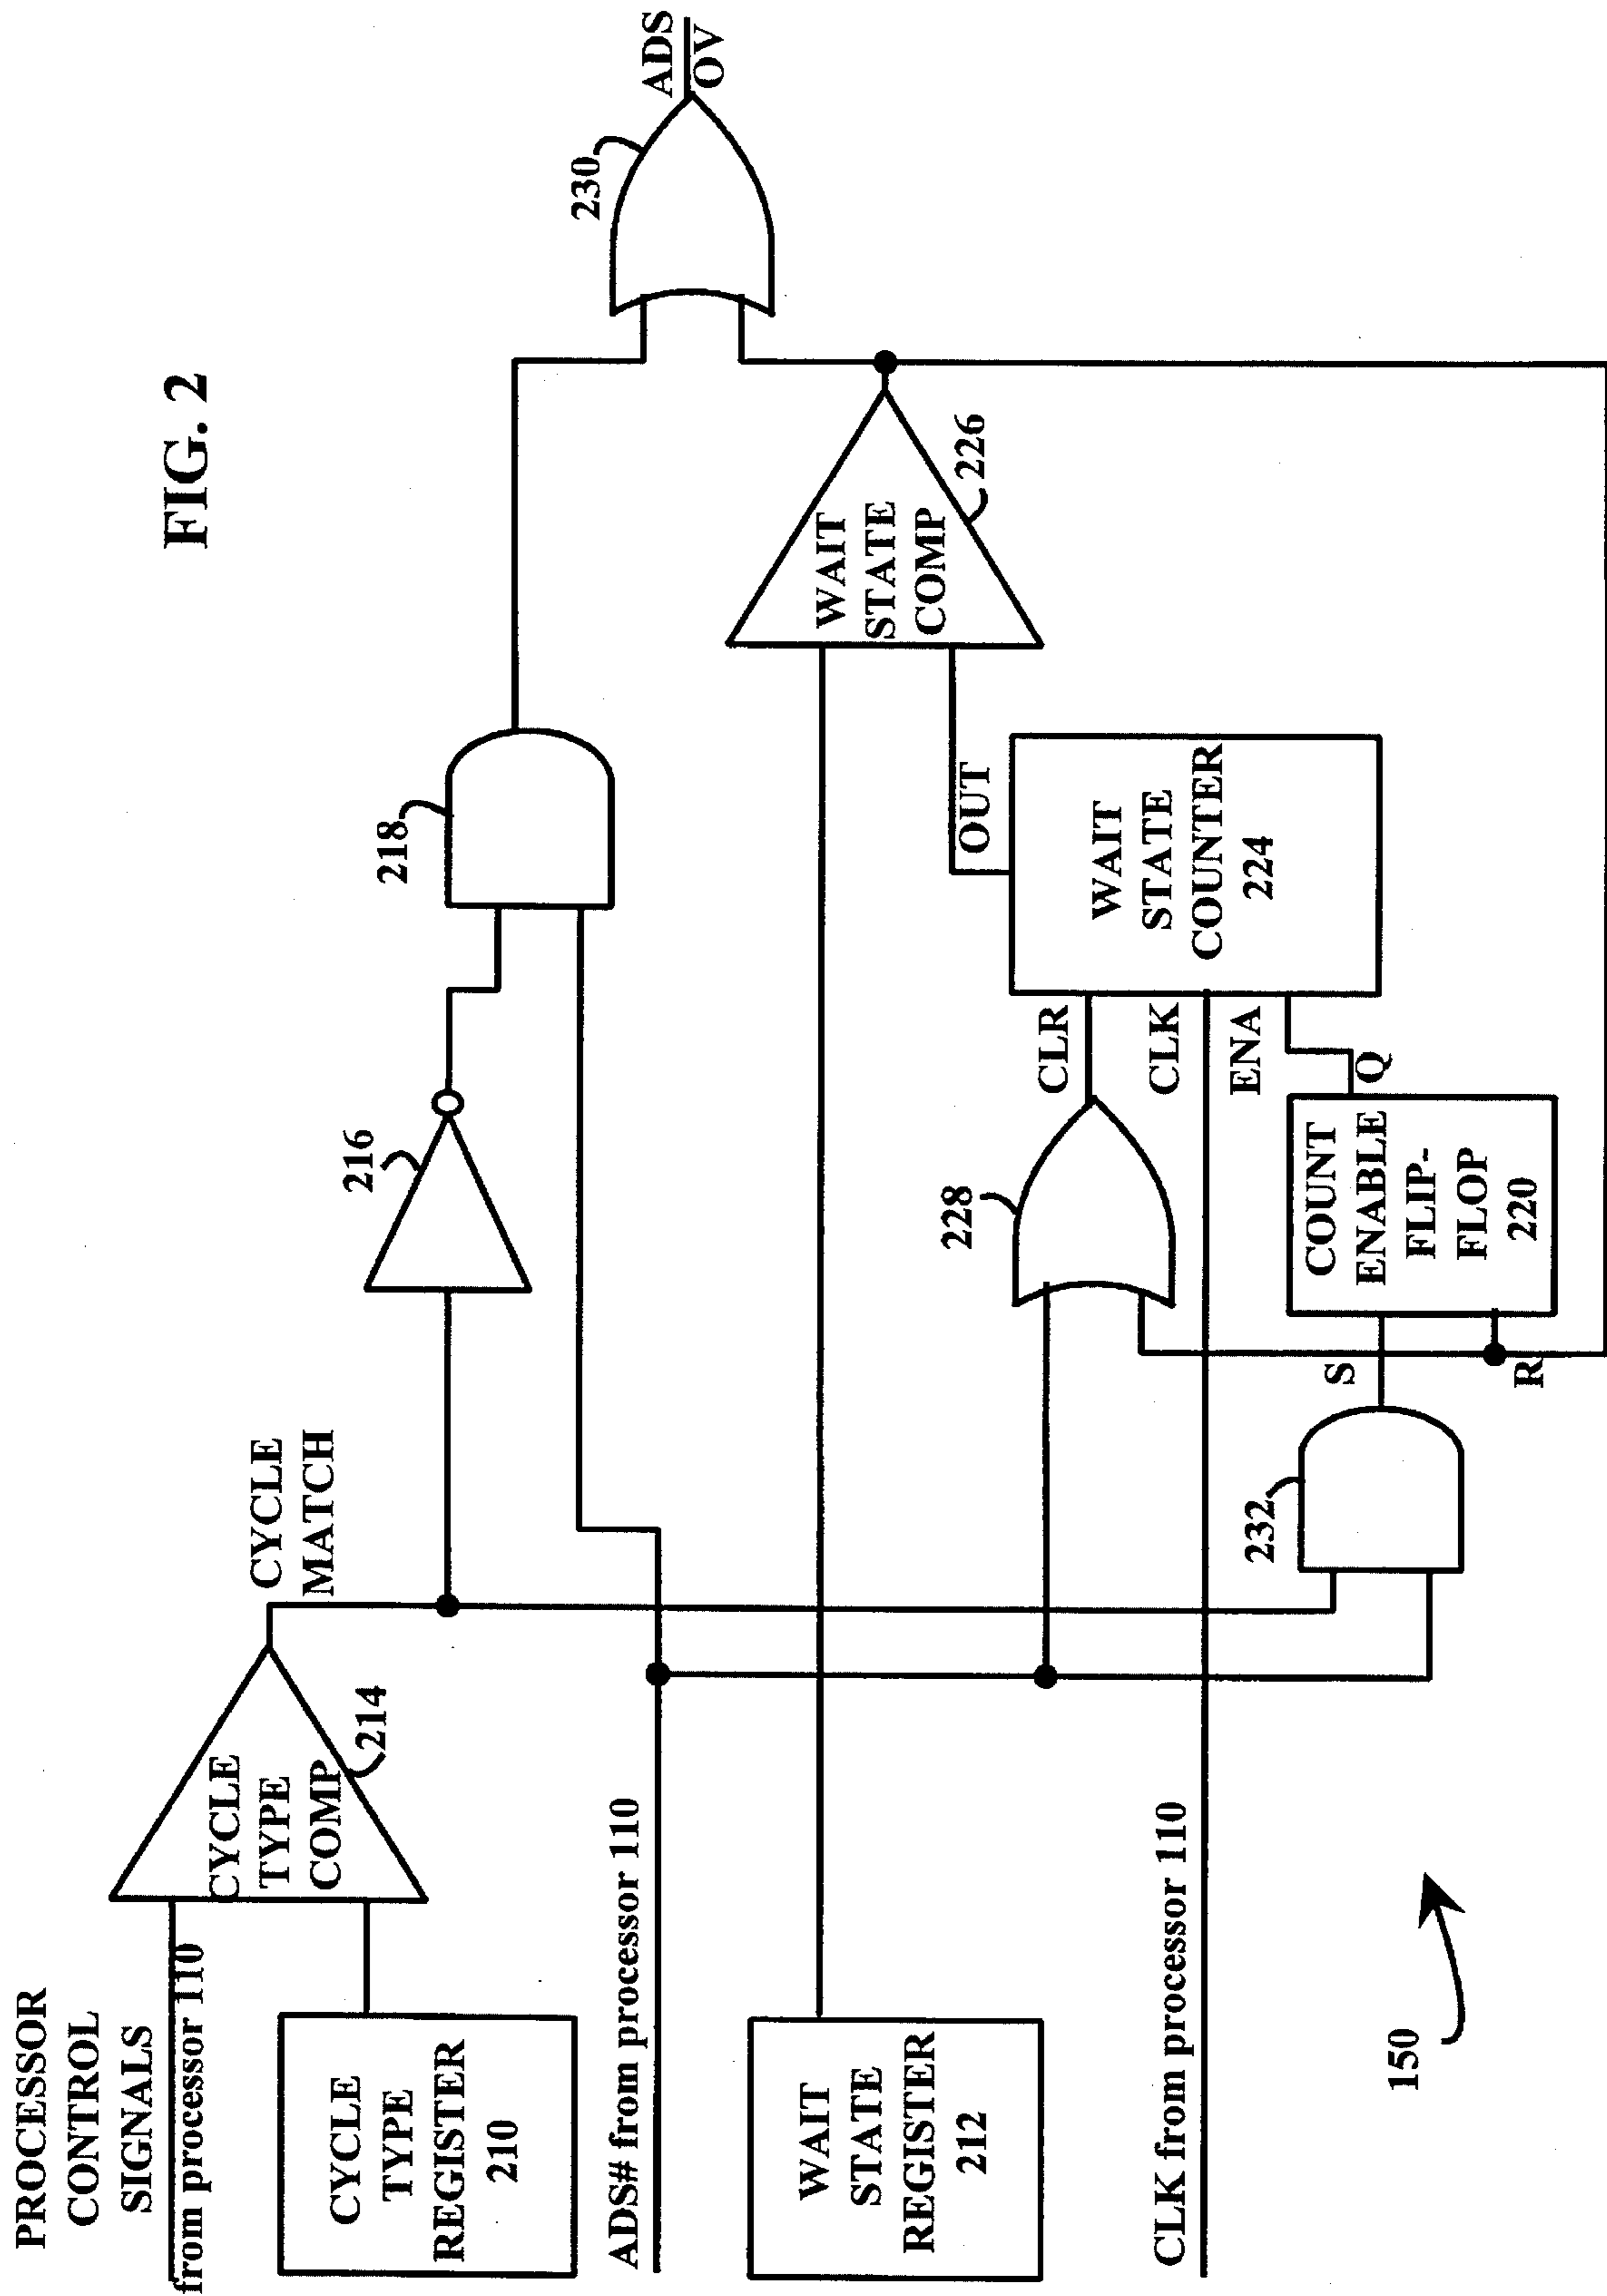 FIG. 2
PROCESSOR
CONTROL
SIGNALS
from processor 110
CYCLE
TYPE
REGISTER
210
CYCLE
TYPE
COMP
214
CYCLE
MATCH
216
218
230
ADS
OV
ADS# from processor 110
WAIT
STATE
REGISTER
212
WAIT
STATE
COMP
226
OUT
WAIT
STATE
COUNTER
224
CLR
CLK
ENA
228
Q
COUNT
ENABLE
FLIP-
FLOP
220
S
R
232
CLK from processor 110
150